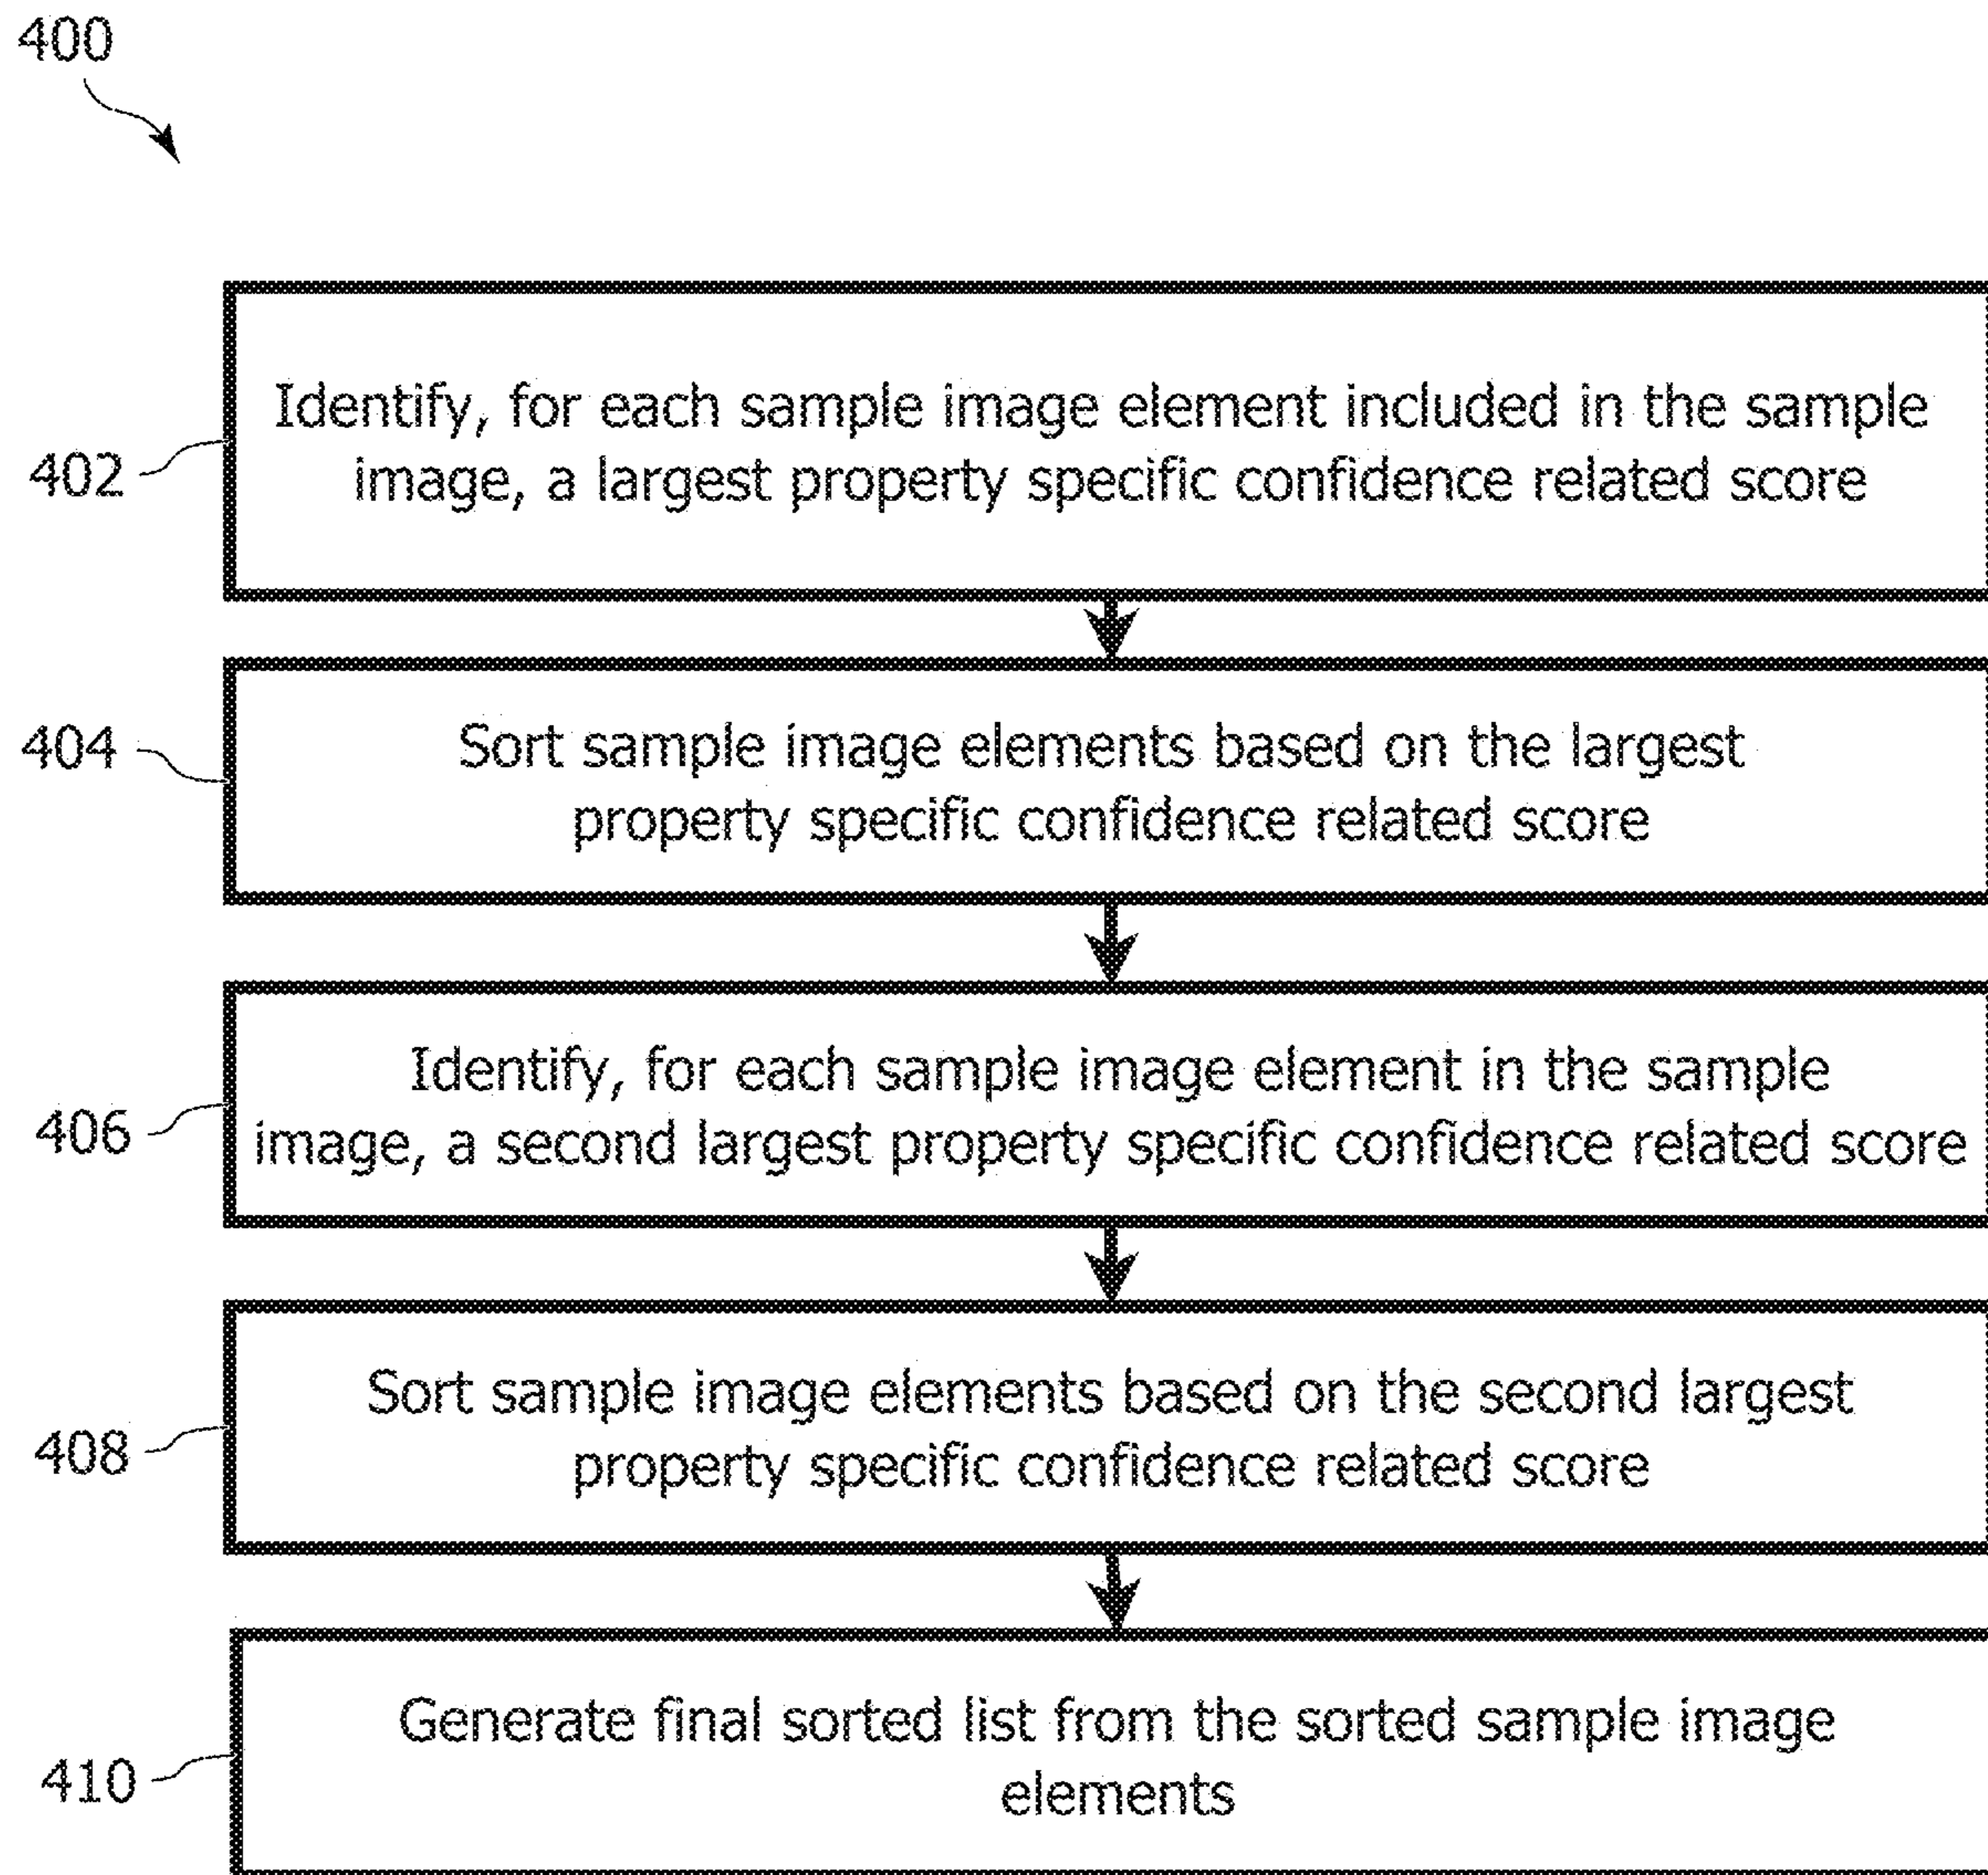 400
Identify, for each sample image element included in the sample
image, a largest property specific confidence related score
402
Sort sample image elements based on the largest
property specific confidence related score
404
Identify, for each sample image element in the sample
image, a second largest property specific confidence related score
406
Sort sample image elements based on the second largest
property specific confidence related score
408
Generate final sorted list from the sorted sample image
elements
410